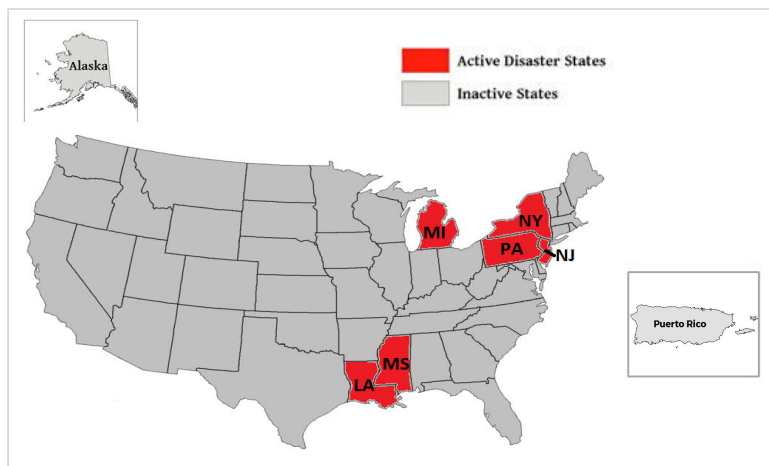 Alaska
Active Disaster States
Inactive States
MI
NY
PA
NJ
Puerto Rico
MS
LA